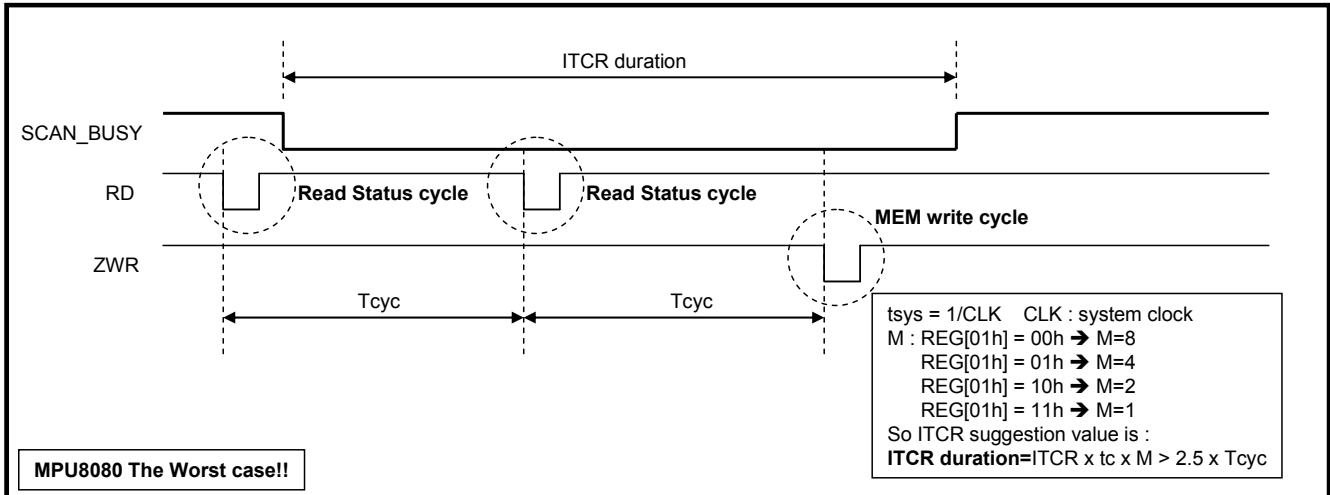 ITCR duration
SCAN_BUSY
RD
Read Status cycle
Read Status cycle
MEM write cycle
ZWR
Tcyc
Tcyc
tsys = 1/CLK CLK : system clock
M : REG[01h] = 00h ➔ M=8
REG[01h] = 01h ➔ M=4
REG[01h] = 10h ➔ M=2
REG[01h] = 11h ➔ M=1
So ITCR suggestion value is :
ITCR duration=ITCR x tc x M > 2.5 x Tcyc
MPU8080 The Worst case!!